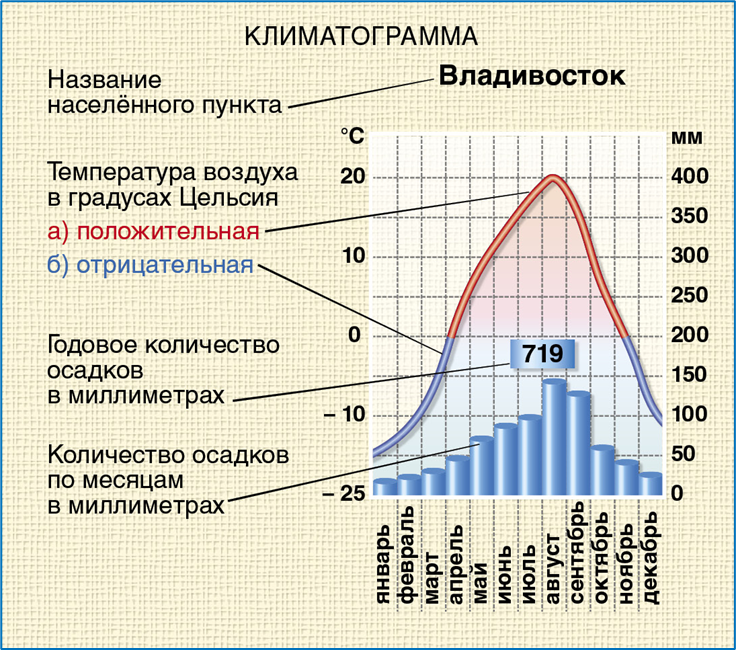 КЛИМАТОГРАММА
Название
населённого пункта
Владивосток
°C
мм
Температура воздуха
в градусах Цельсия
а) положительная
б) отрицательная
Годовое количество
осадков
в миллиметрах
Количество осадков
по месяцам
в миллиметрах
20
10
0
– 10
– 25
719
400
350
300
250
200
150
100
50
0
январь
февраль
март
апрель
май
июнь
июль
август
сентябрь
октябрь
ноябрь
декабрь